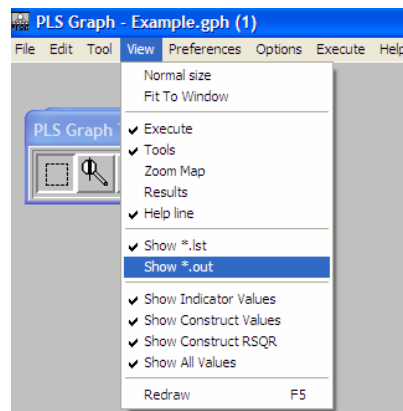 PLS Graph - Example.gph (1)
File Edit Tool View Preferences Options Execute Help
Normal size
Fit To Window
PLS Graph
Execute
Tools
Zoom Map
Results
Help line
Show *.lst
Show *.out
Show Indicator Values
Show Construct Values
Show Construct RSQR
Show All Values
Redraw F5